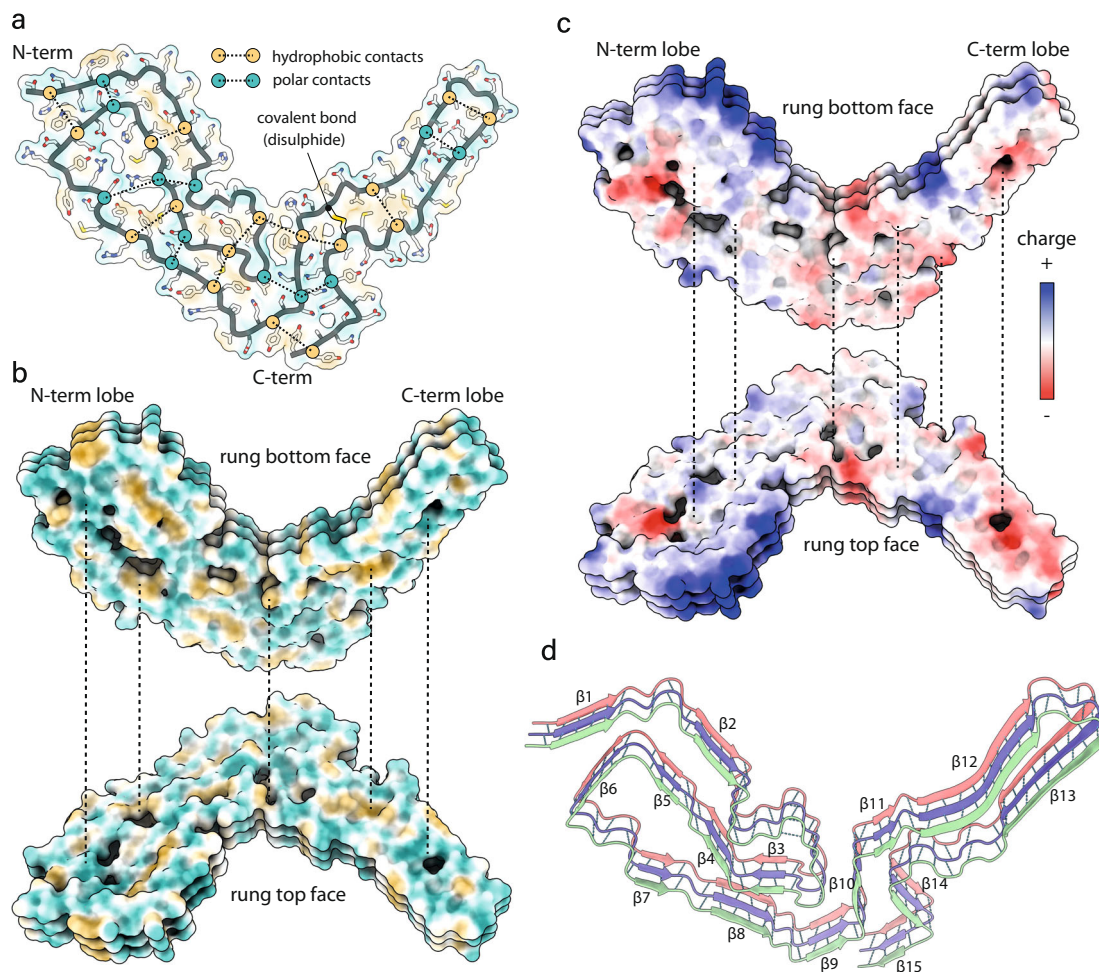 a
N-term
hydrophobic contacts
polar contacts
covalent bond
(disulphide)
C-term
b
N-term lobe
C-term lobe
rung bottom face
rung top face
c
N-term lobe
C-term lobe
rung bottom face
charge
+
-
rung top face
d
β1
β2
β6
β5
β3
β4
β7
β8
β9
β10
β11
β12
β13
β14
β15